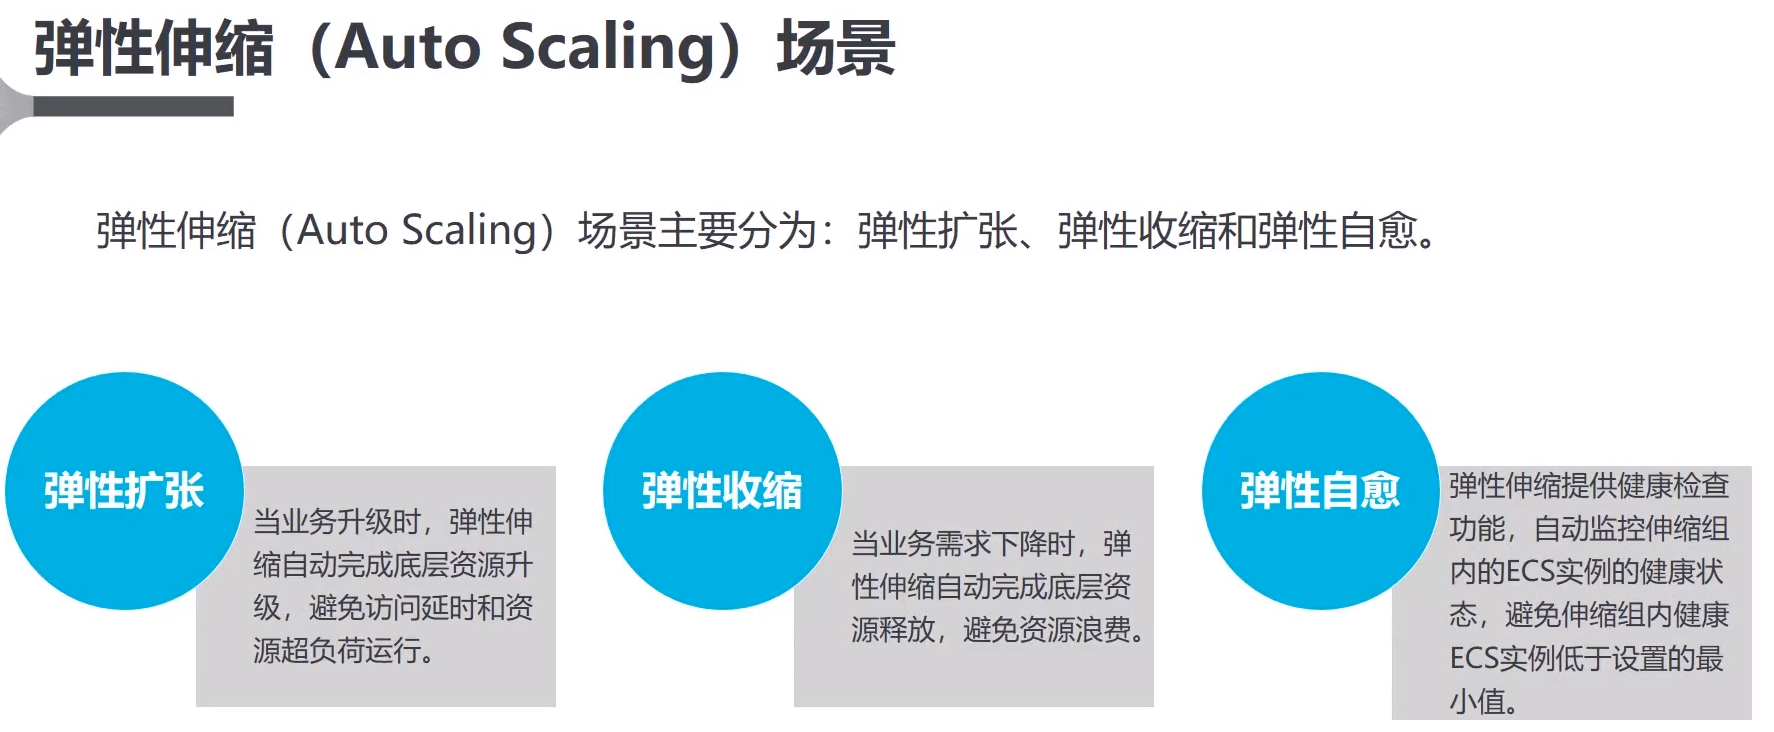 弹性伸缩（Auto Scaling）场景
弹性伸缩（Auto Scaling）场景主要分为：弹性扩张、弹性收缩和弹性自愈。
弹性扩张
当业务升级时，弹性伸
缩自动完成底层资源升
级，避免访问延时和资
源超负荷运行。
弹性收缩
当业务需求下降时，弹
性伸缩自动完成底层资
源释放，避免资源浪费。
弹性自愈
弹性伸缩提供健康检查
功能，自动监控伸缩组
内的ECS实例的健康状
态，避免伸缩组内健康
ECS实例低于设置的最
小值。